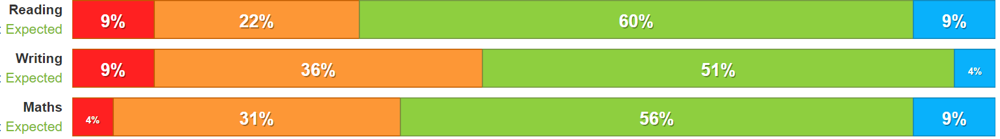 Reading
: Expected
9% 22% 60% 9%
Writing
: Expected
9% 36% 51% 4%
Maths
: Expected
4% 31% 56% 9%